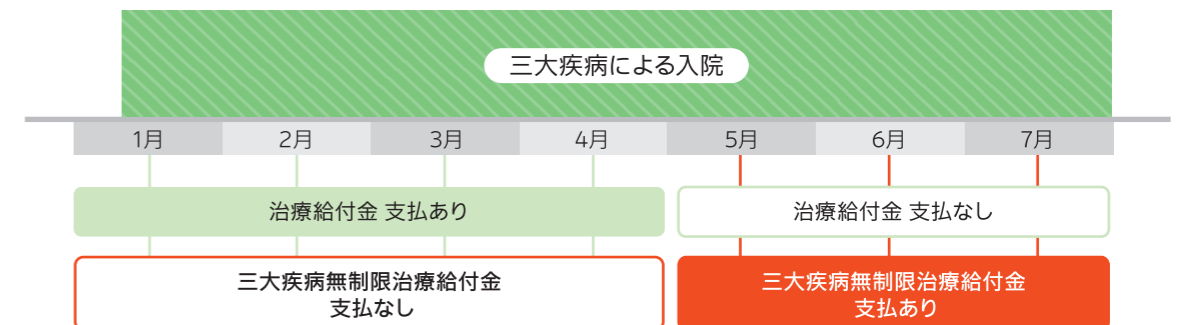 三大疾病による入院
1月 2月 3月 4月 5月 6月 7月
治療給付金 支払あり
治療給付金 支払なし
三大疾病無制限治療給付金
支払なし
三大疾病無制限治療給付金
支払あり